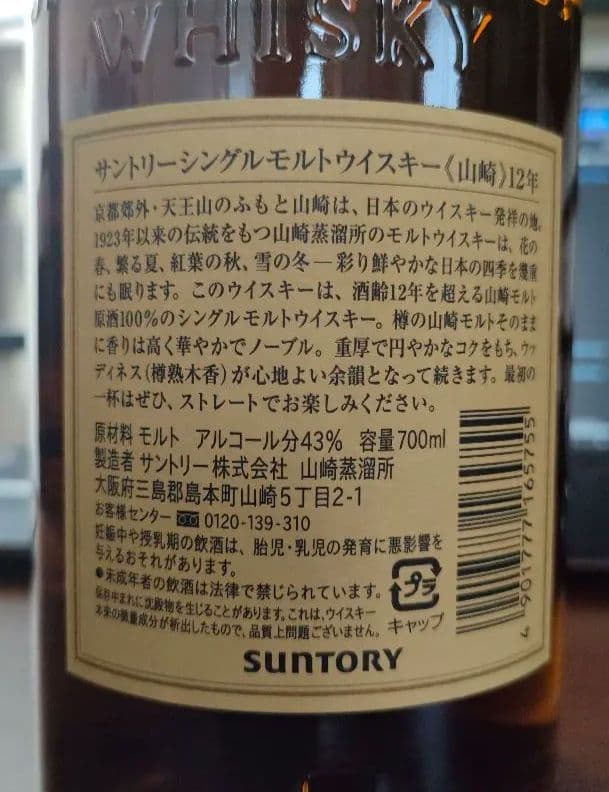 WHISKY
サントリーシングルモルトウイスキー《山崎》12年
京都郊外・天王山のふもと山崎は、日本のウイスキー発祥の地。
1923年以来の伝統をもつ山崎蒸溜所のモルトウイスキーは、花の
春、繁る夏、紅葉の秋、雪の冬―彩り鮮やかな日本の四季を幾重
にも眠ります。このウイスキーは、酒齢12年を超える山崎モルト
原酒100%のシングルモルトウイスキー。樽の山崎モルトそのまま
に香りは高く華やかでノーブル。重厚で円やかなコクをもち、ウッ
ディネス(樽熟木香)が心地よい余韻となって続きます。最初の
一杯はぜひ、ストレートでお楽しみください。
原材料 モルト アルコール分43% 容量700ml
製造者 サントリー株式会社 山崎蒸溜所
大阪府三島郡島本町山崎5丁目2-1
お客様センター 0120-139-310
妊娠中や授乳期の飲酒は、胎児・乳児の発育に悪影響を
与えるおそれがあります。
●未成年者の飲酒は法律で禁じられています。
保存中まれに沈殿物を生じることがあります。これは、ウイスキー
本来の微量成分が析出したもので、品質上問題ございません。
プラ
キャップ
4 901777 165755
SUNTORY